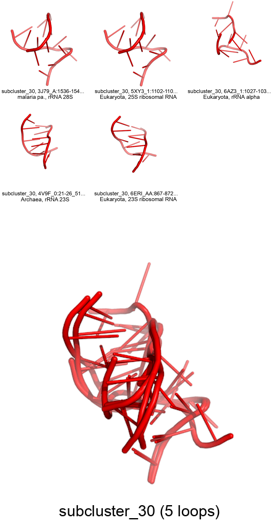 subcluster_30, 3J79_A:1536-154...
malaria pa., rRNA 28S
subcluster_30, 5XY3_1:1102-110...
Eukaryota, 25S ribosomal RNA
subcluster_30, 6AZ3_1:1027-103...
Eukaryota, rRNA alpha
subcluster_30, 4V9F_0:21-26_51...
Archaea, rRNA 23S
subcluster_30, 6ERI_AA:867-872...
Eukaryota, 23S ribosomal RNA
subcluster_30 (5 loops)